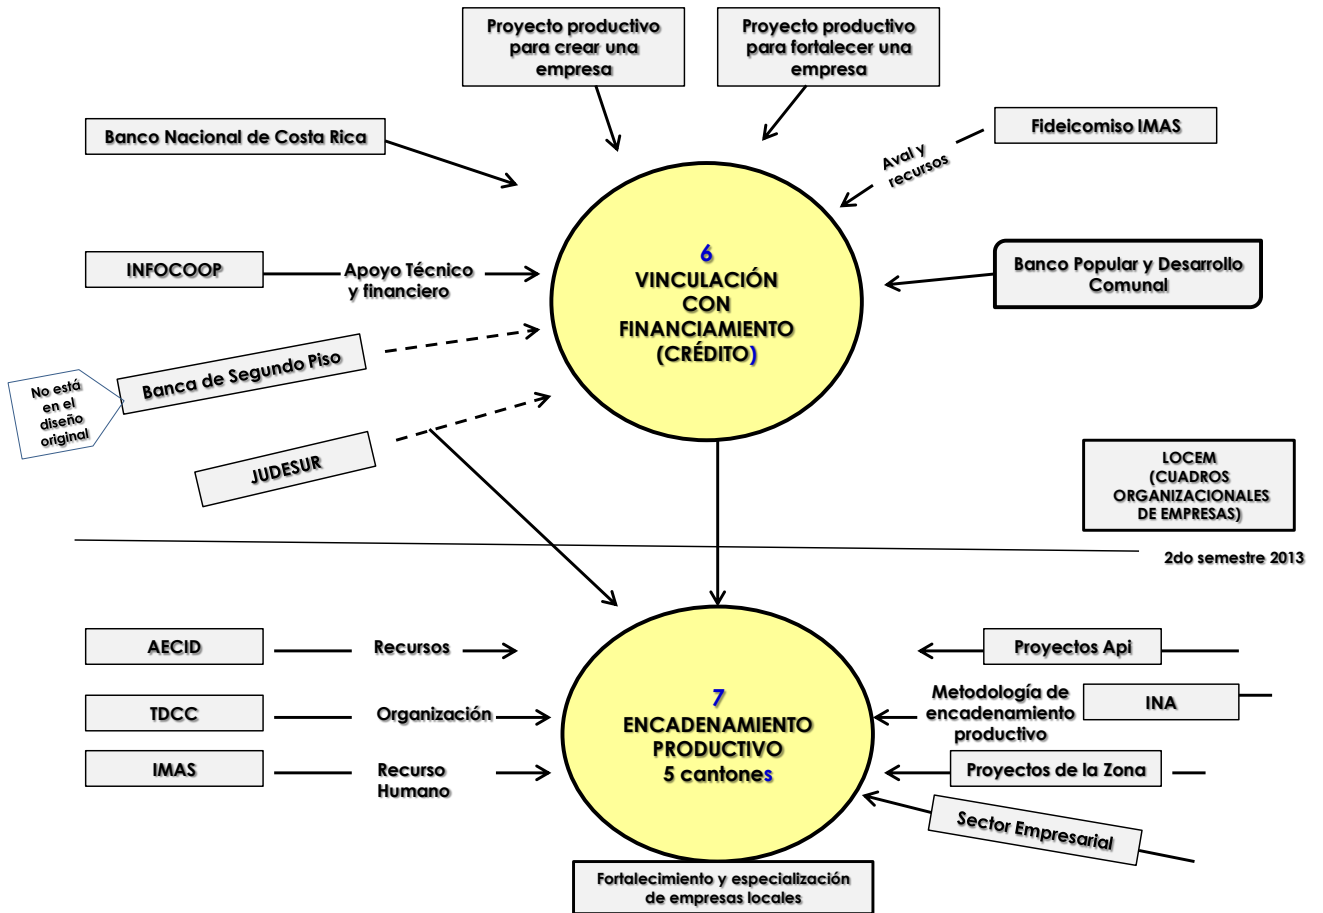 Proyecto productivo
para crear una
empresa
Proyecto productivo
para fortalecer una
empresa
Banco Nacional de Costa Rica
Fideicomiso IMAS
Aval y
recursos
INFOCOOP
Apoyo Técnico
y financiero
6
VINCULACIÓN
CON
FINANCIAMIENTO
(CRÉDITO)
Banco Popular y Desarrollo
Comunal
Banca de Segundo Piso
No está
en el
diseño
original
JUDESUR
LOCEM
(CUADROS
ORGANIZACIONALES
DE EMPRESAS)
2do semestre 2013
AECID
Recursos
TDCC
Organización
IMAS
Recurso
Humano
7
ENCADENAMIENTO
PRODUCTIVO
5 cantones
Proyectos Api
Metodología de
encadenamiento
productivo
INA
Proyectos de la Zona
Sector Empresarial
Fortalecimiento y especialización
de empresas locales